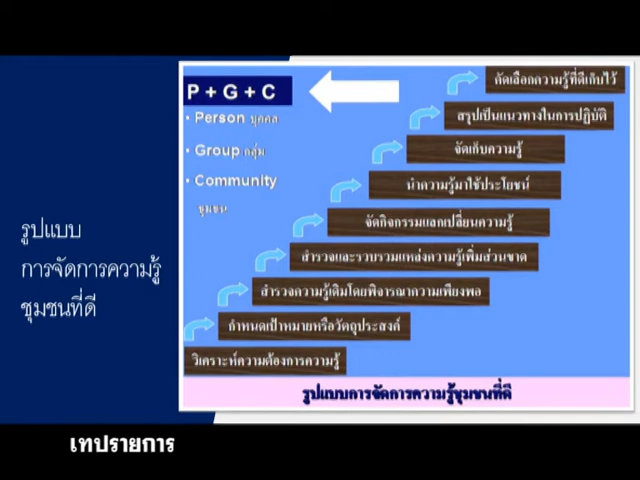 รูปแบบ
การจัดการความรู้
ชุมชนที่ดี
P + G + C
• Person บุคคล
• Group กลุ่ม
• Community
ชุมชน
คัดเลือกความรู้ที่ดีเก็บไว้
สรุปเป็นแนวทางในการปฏิบัติ
จัดเก็บความรู้
นำความรู้มาใช้ประโยชน์
จัดกิจกรรมแลกเปลี่ยนความรู้
สำรวจและรวบรวมแหล่งความรู้เพิ่มส่วนขาด
สำรวจความรู้เดิมโดยพิจารณาความเพียงพอ
กำหนดเป้าหมายหรือวัตถุประสงค์
วิเคราะห์ความต้องการความรู้
รูปแบบการจัดการความรู้ชุมชนที่ดี
เทปรายการ